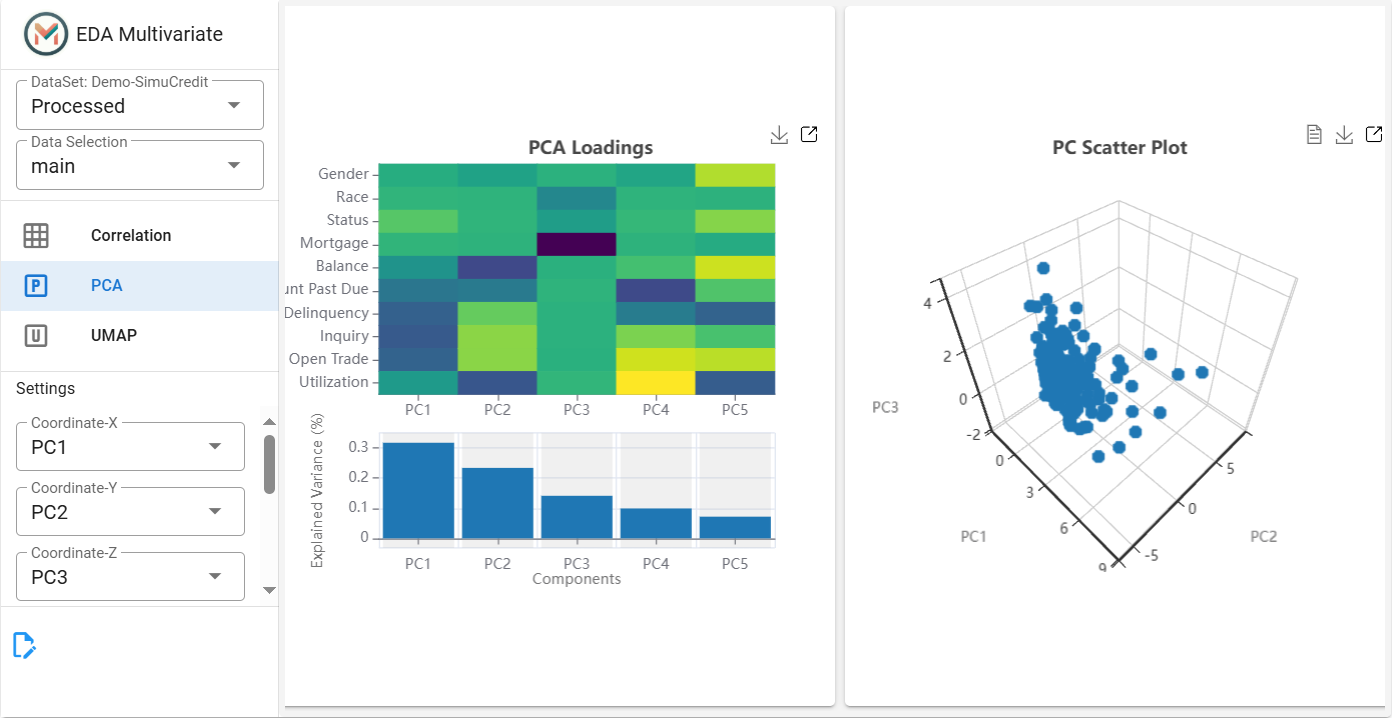 EDA Multivariate
DataSet: Demo-SimuCredit
Processed
Data Selection
main
Correlation
P
PCA
U
UMAP
Settings
Coordinate-X
PC1
Coordinate-Y
PC2
Coordinate-Z
PC3
PCA Loadings
Gender
Race
Status
Mortgage
Balance
unt Past Due
Delinquency
Inquiry
Open Trade
Utilization
PC1 PC2 PC3 PC4 PC5
Explained Variance (%)
0.3
0.2
0.1
0
PC1 PC2 PC3 PC4 PC5
Components
PC Scatter Plot
4
2
0
-2
PC3
0
3
6
9
PC1
5
0
-5
PC2